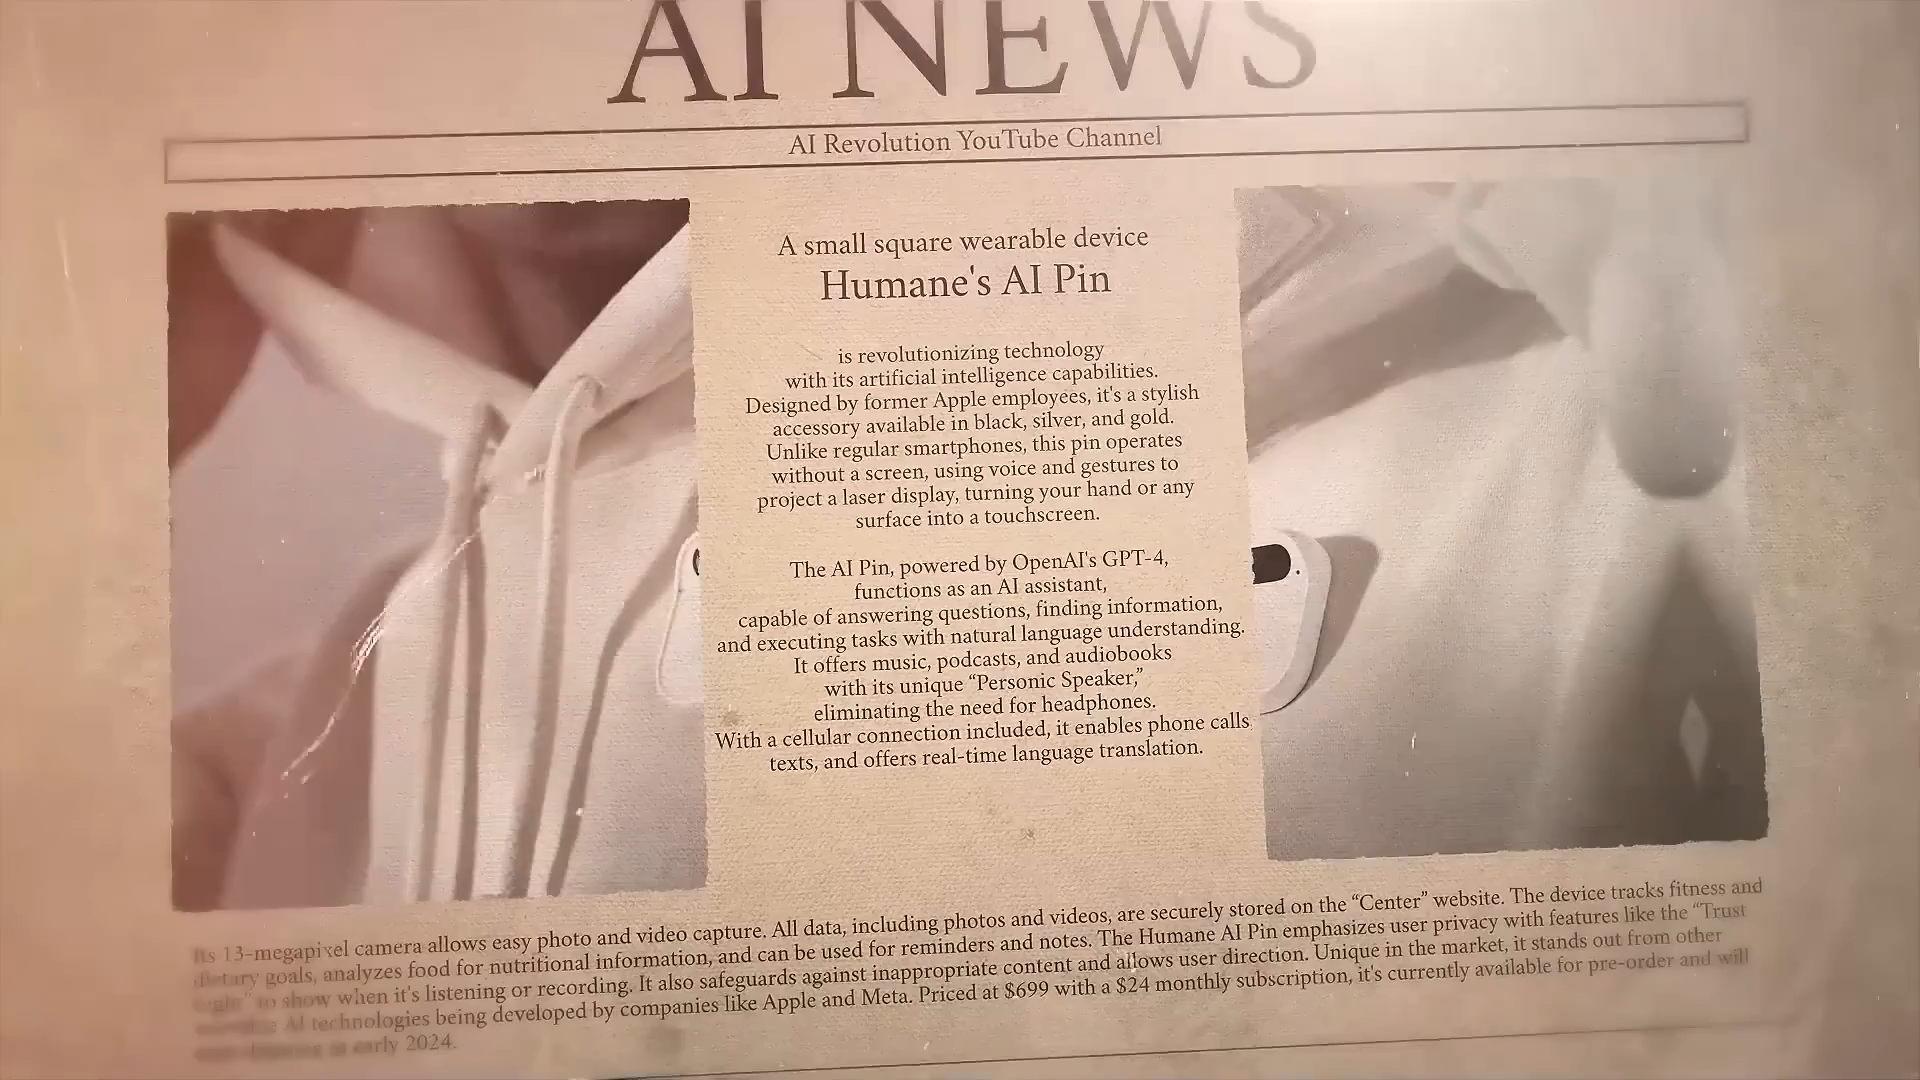 AI NEWS
AI Revolution YouTube Channel
A small square wearable device
Humane's AI Pin
is revolutionizing technology
with its artificial intelligence capabilities.
Designed by former Apple employees, it's a stylish
accessory available in black, silver, and gold.
Unlike regular smartphones, this pin operates
without a screen, using voice and gestures to
project a laser display, turning your hand or any
surface into a touchscreen.
The AI Pin, powered by OpenAI's GPT-4,
functions as an AI assistant,
capable of answering questions, finding information,
and executing tasks with natural language understanding.
It offers music, podcasts, and audiobooks
with its unique “Personic Speaker,”
eliminating the need for headphones.
With a cellular connection included, it enables phone calls
texts, and offers real-time language translation.
Its 13-megapixel camera allows easy photo and video capture. All data, including photos and videos, are securely stored on the “Center” website. The device tracks fitness and
dietary goals, analyzes food for nutritional information, and can be used for reminders and notes. The Humane AI Pin emphasizes user privacy with features like the “Trust
Light” to show when it's listening or recording. It also safeguards against inappropriate content and allows user direction. Unique in the market, it stands out from other
AI technologies being developed by companies like Apple and Meta. Priced at $699 with a $24 monthly subscription, it's currently available for pre-order and will
in early 2024.